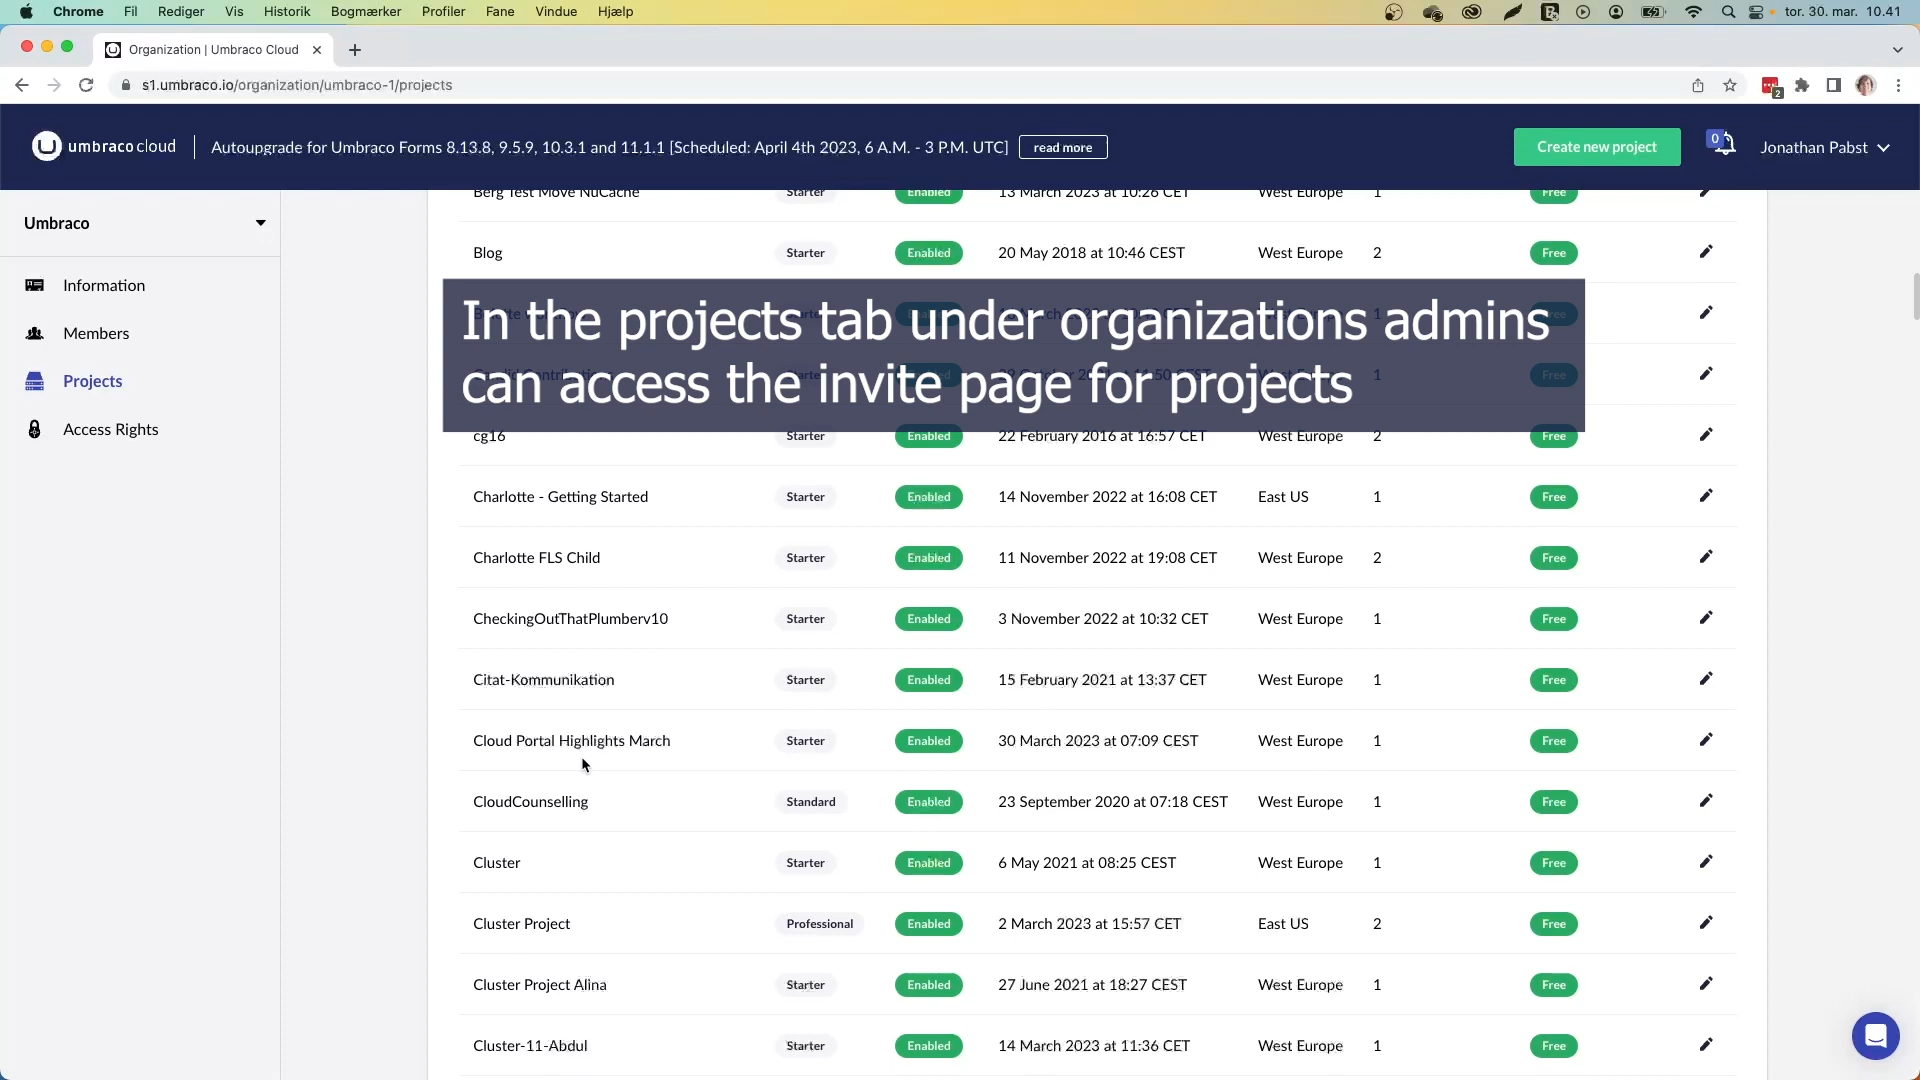 Chrome Fil Rediger Vis Historik Bogmærker Profiler Fane Vindue Hjælp tor. 30. mar. 10.41
Organization | Umbraco Cloud
s1.umbraco.io/organization/umbraco-1/projects
2
umbraco cloud Autoupgrade for Umbraco Forms 8.13.8, 9.5.9, 10.3.1 and 11.1.1 [Scheduled: April 4th 2023, 6 A.M. - 3 P.M. UTC] read more Create new project 0 Jonathan Pabst
Umbraco
Information
Members
Projects
Access Rights
Berg Test Move NuCache Starter Enabled 13 March 2023 at 10:26 CET West Europe 1 Free
Blog Starter Enabled 20 May 2018 at 10:46 CEST West Europe 2 Free
In the projects tab under organizations admins
can access the invite page for projects
cg16 Starter Enabled 22 February 2016 at 16:57 CET West Europe 2 Free
Charlotte - Getting Started Starter Enabled 14 November 2022 at 16:08 CET East US 1 Free
Charlotte FLS Child Starter Enabled 11 November 2022 at 19:08 CET West Europe 2 Free
CheckingOutThatPlumberv10 Starter Enabled 3 November 2022 at 10:32 CET West Europe 1 Free
Citat-Kommunikation Starter Enabled 15 February 2021 at 13:37 CET West Europe 1 Free
Cloud Portal Highlights March Starter Enabled 30 March 2023 at 07:09 CEST West Europe 1 Free
CloudCounselling Standard Enabled 23 September 2020 at 07:18 CEST West Europe 1 Free
Cluster Starter Enabled 6 May 2021 at 08:25 CEST West Europe 1 Free
Cluster Project Professional Enabled 2 March 2023 at 15:57 CET East US 2 Free
Cluster Project Alina Starter Enabled 27 June 2021 at 18:27 CEST West Europe 1 Free
Cluster-11-Abdul Starter Enabled 14 March 2023 at 11:36 CET West Europe 1 Free